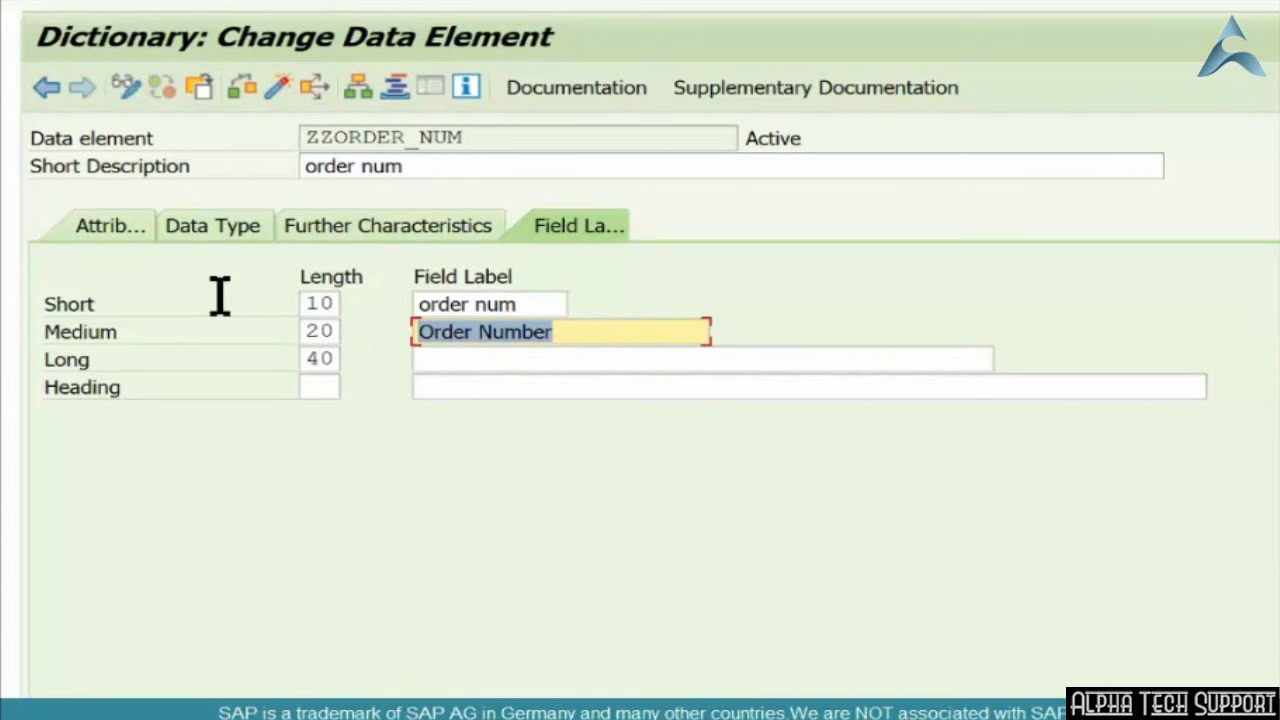 Dictionary: Change Data Element
Documentation Supplementary Documentation
Data element ZZORDER_NUM Active
Short Description order num
Attrib... Data Type Further Characteristics Field La...
Length Field Label
Short 10 order num
Medium 20 Order Number
Long 40
Heading
SAP is a trademark of SAP AG in Germany and many other countries.We are NOT associated with SAP
Alpha Tech Support